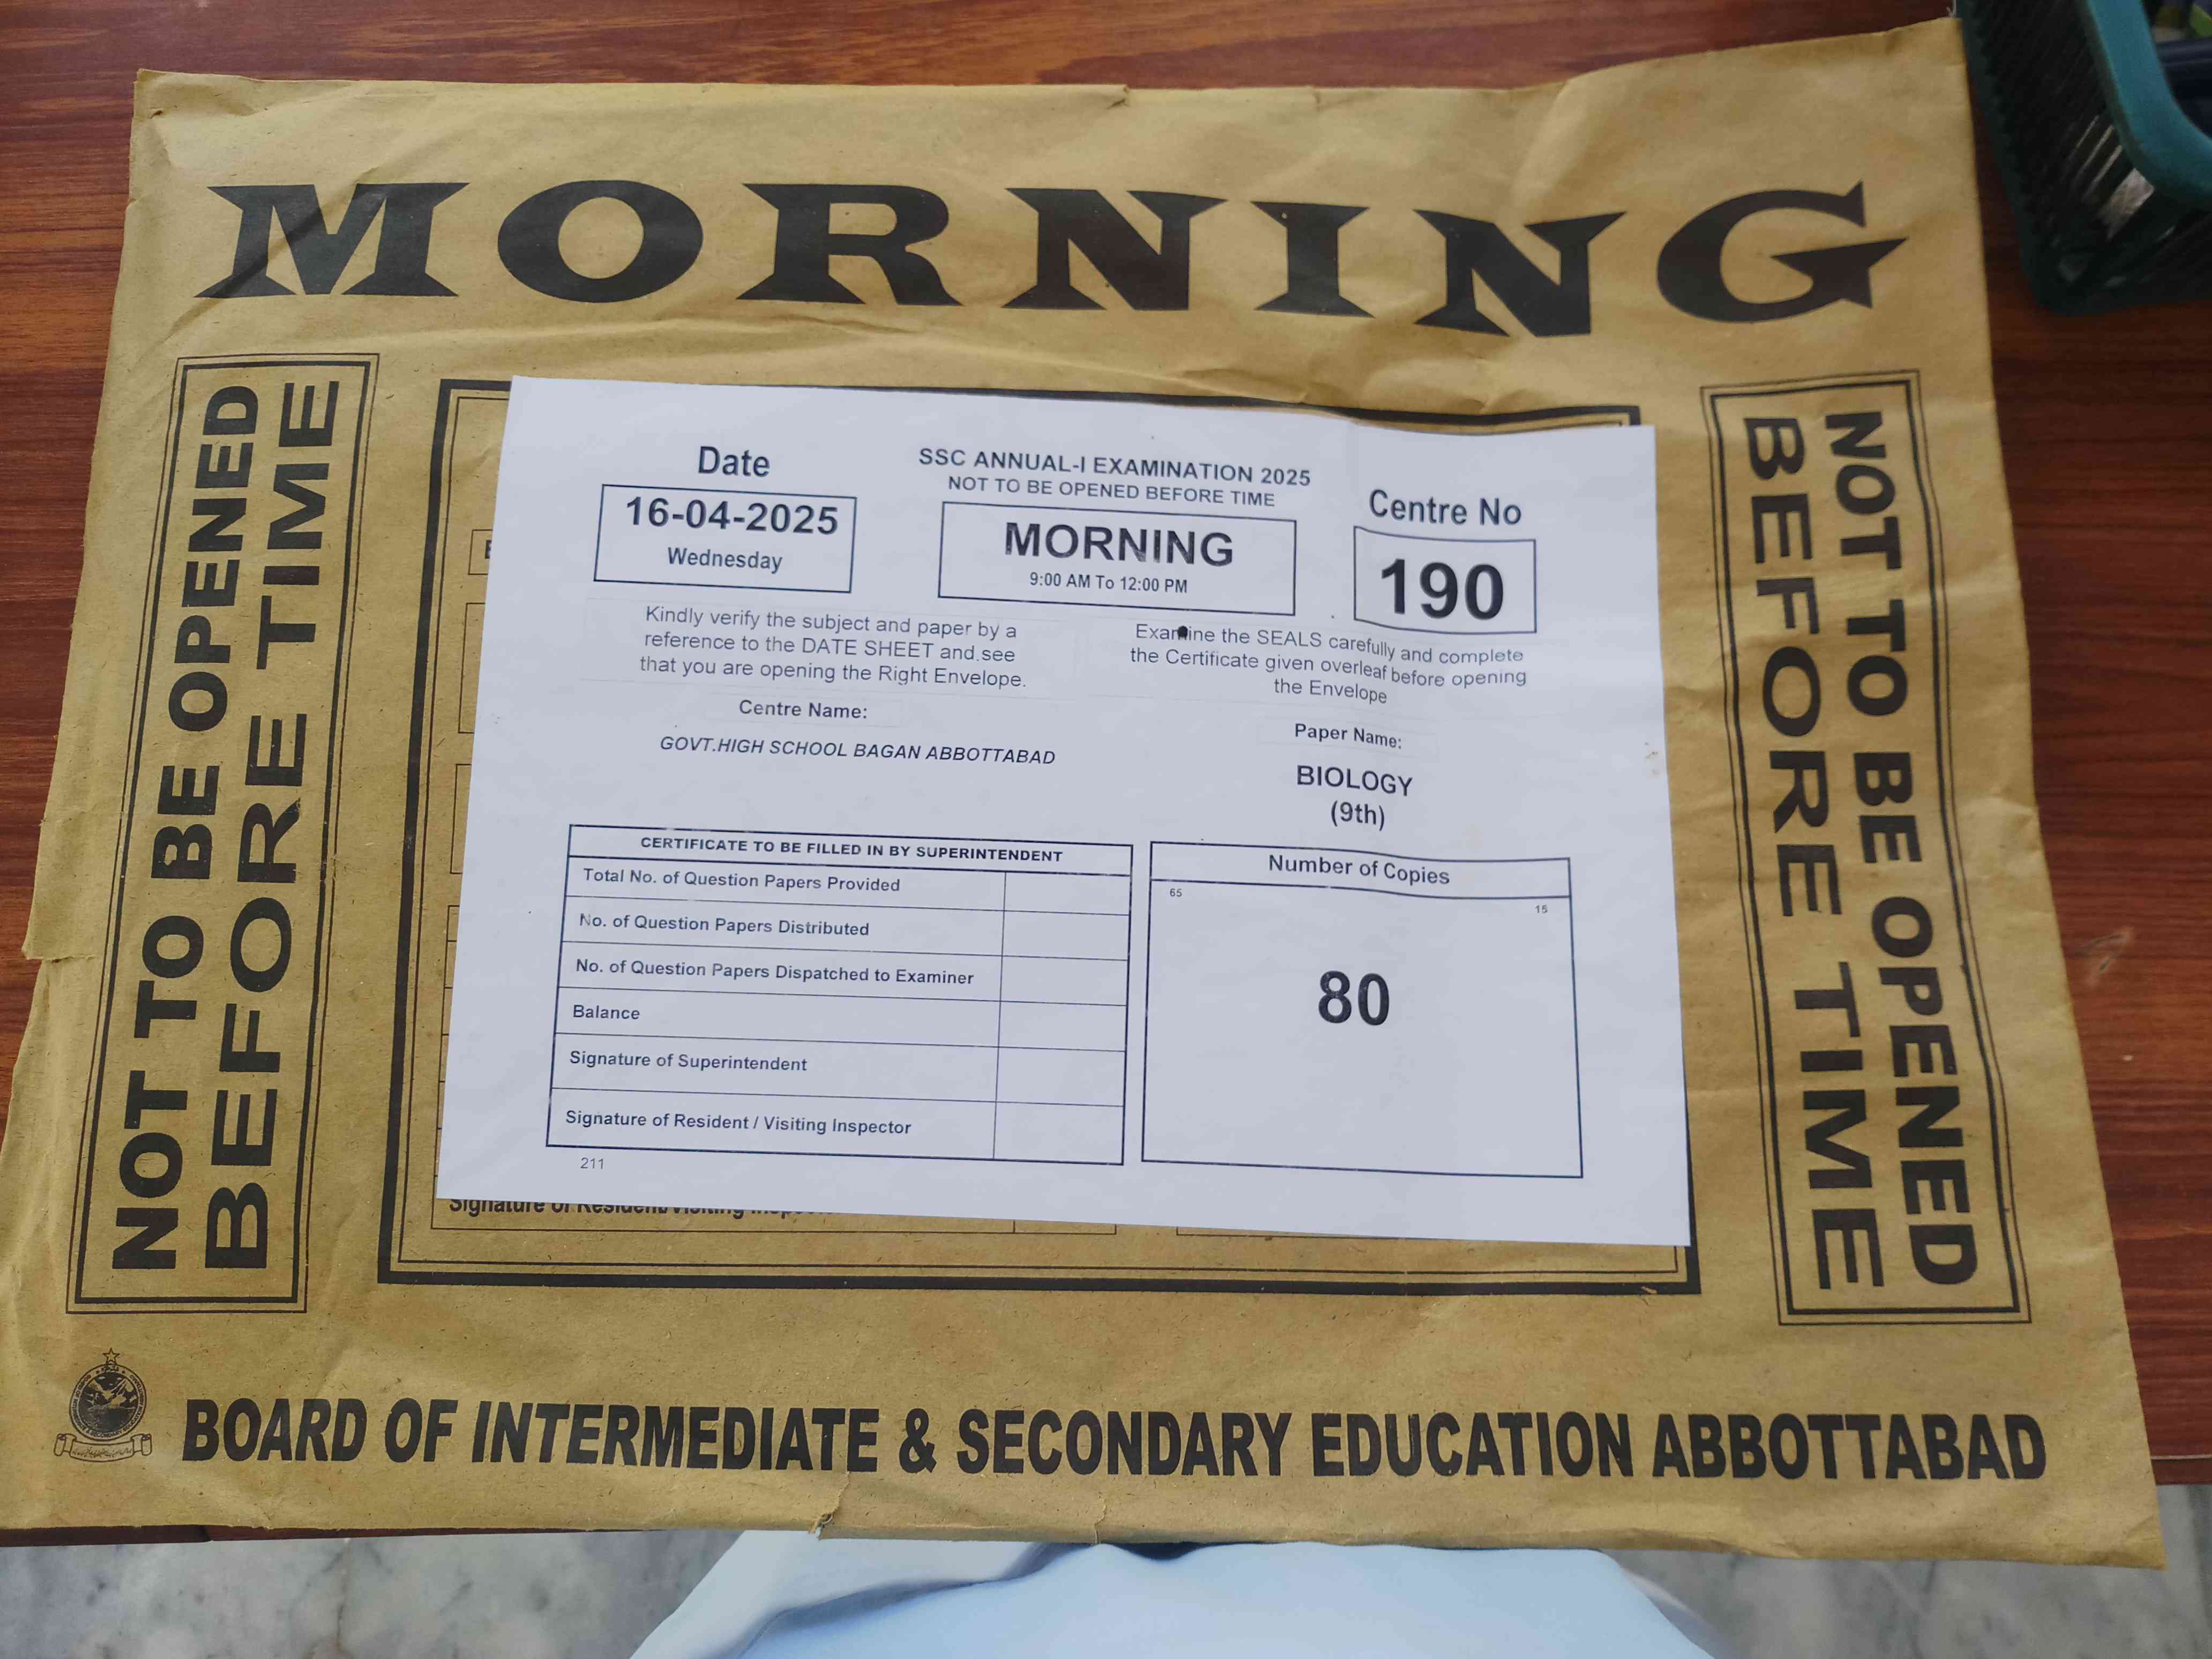 MORNING
NOT TO BE OPENED
BEFORE TIME
Date
16-04-2025
Wednesday
SSC ANNUAL-I EXAMINATION 2025
NOT TO BE OPENED BEFORE TIME
MORNING
9:00 AM To 12:00 PM
Centre No
190
Kindly verify the subject and paper by a
reference to the DATE SHEET and see
that you are opening the Right Envelope.
Examine the SEALS carefully and complete
the Certificate given overleaf before opening
the Envelope
Centre Name:
GOVT.HIGH SCHOOL BAGAN ABBOTTABAD
Paper Name:
BIOLOGY
(9th)
CERTIFICATE TO BE FILLED IN BY SUPERINTENDENT
Total No. of Question Papers Provided
No. of Question Papers Distributed
No. of Question Papers Dispatched to Examiner
Balance
Signature of Superintendent
Signature of Resident / Visiting Inspector
211
Number of Copies
65
15
80
Signature of Resident/Visiting
NOT TO BE OPENED
BEFORE TIME
BOARD OF INTERMEDIATE & SECONDARY EDUCATION ABBOTTABAD